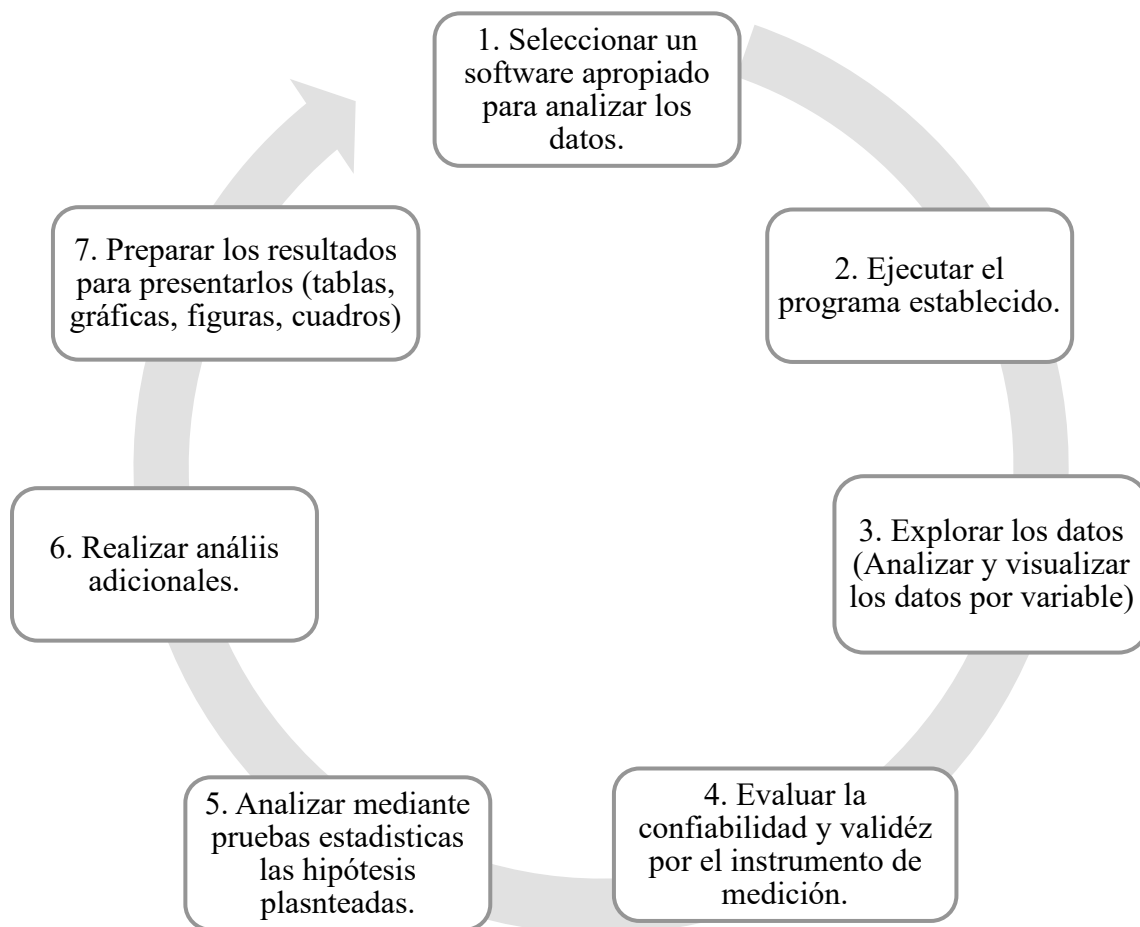 1. Seleccionar un
software apropiado
para analizar los
datos.
2. Ejecutar el
programa establecido.
3. Explorar los datos
(Analizar y visualizar
los datos por variable)
4. Evaluar la
confiabilidad y validéz
por el instrumento de
medición.
5. Analizar mediante
pruebas estadisticas
las hipótesis
plasnteadas.
6. Realizar análiis
adicionales.
7. Preparar los resultados
para presentarlos (tablas,
gráficas, figuras, cuadros)